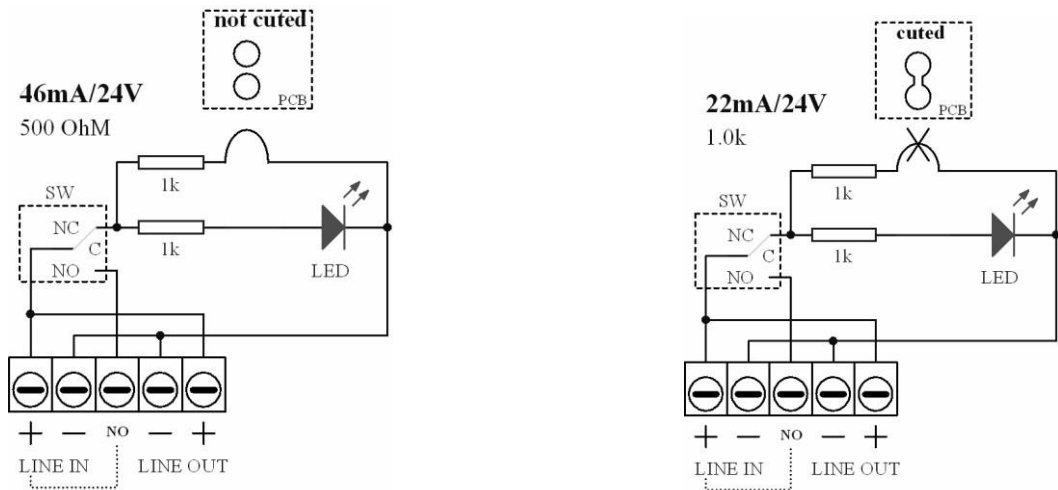 not cuted
PCB
46mA/24V
500 OhM
1k
SW
NC
C
NO
1k
LED
+ − NO − +
LINE IN LINE OUT
cuted
PCB
22mA/24V
1.0k
1k
SW
NC
C
NO
1k
LED
+ − NO − +
LINE IN LINE OUT